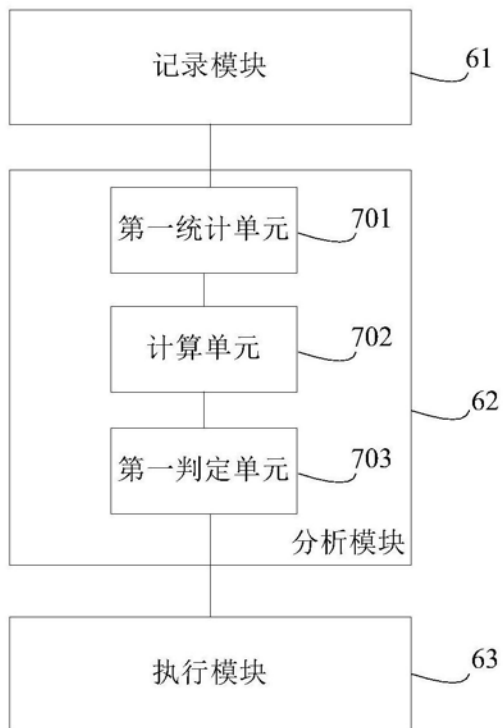 记录模块
61
第一统计单元
701
计算单元
702
62
第一判定单元
703
分析模块
执行模块
63